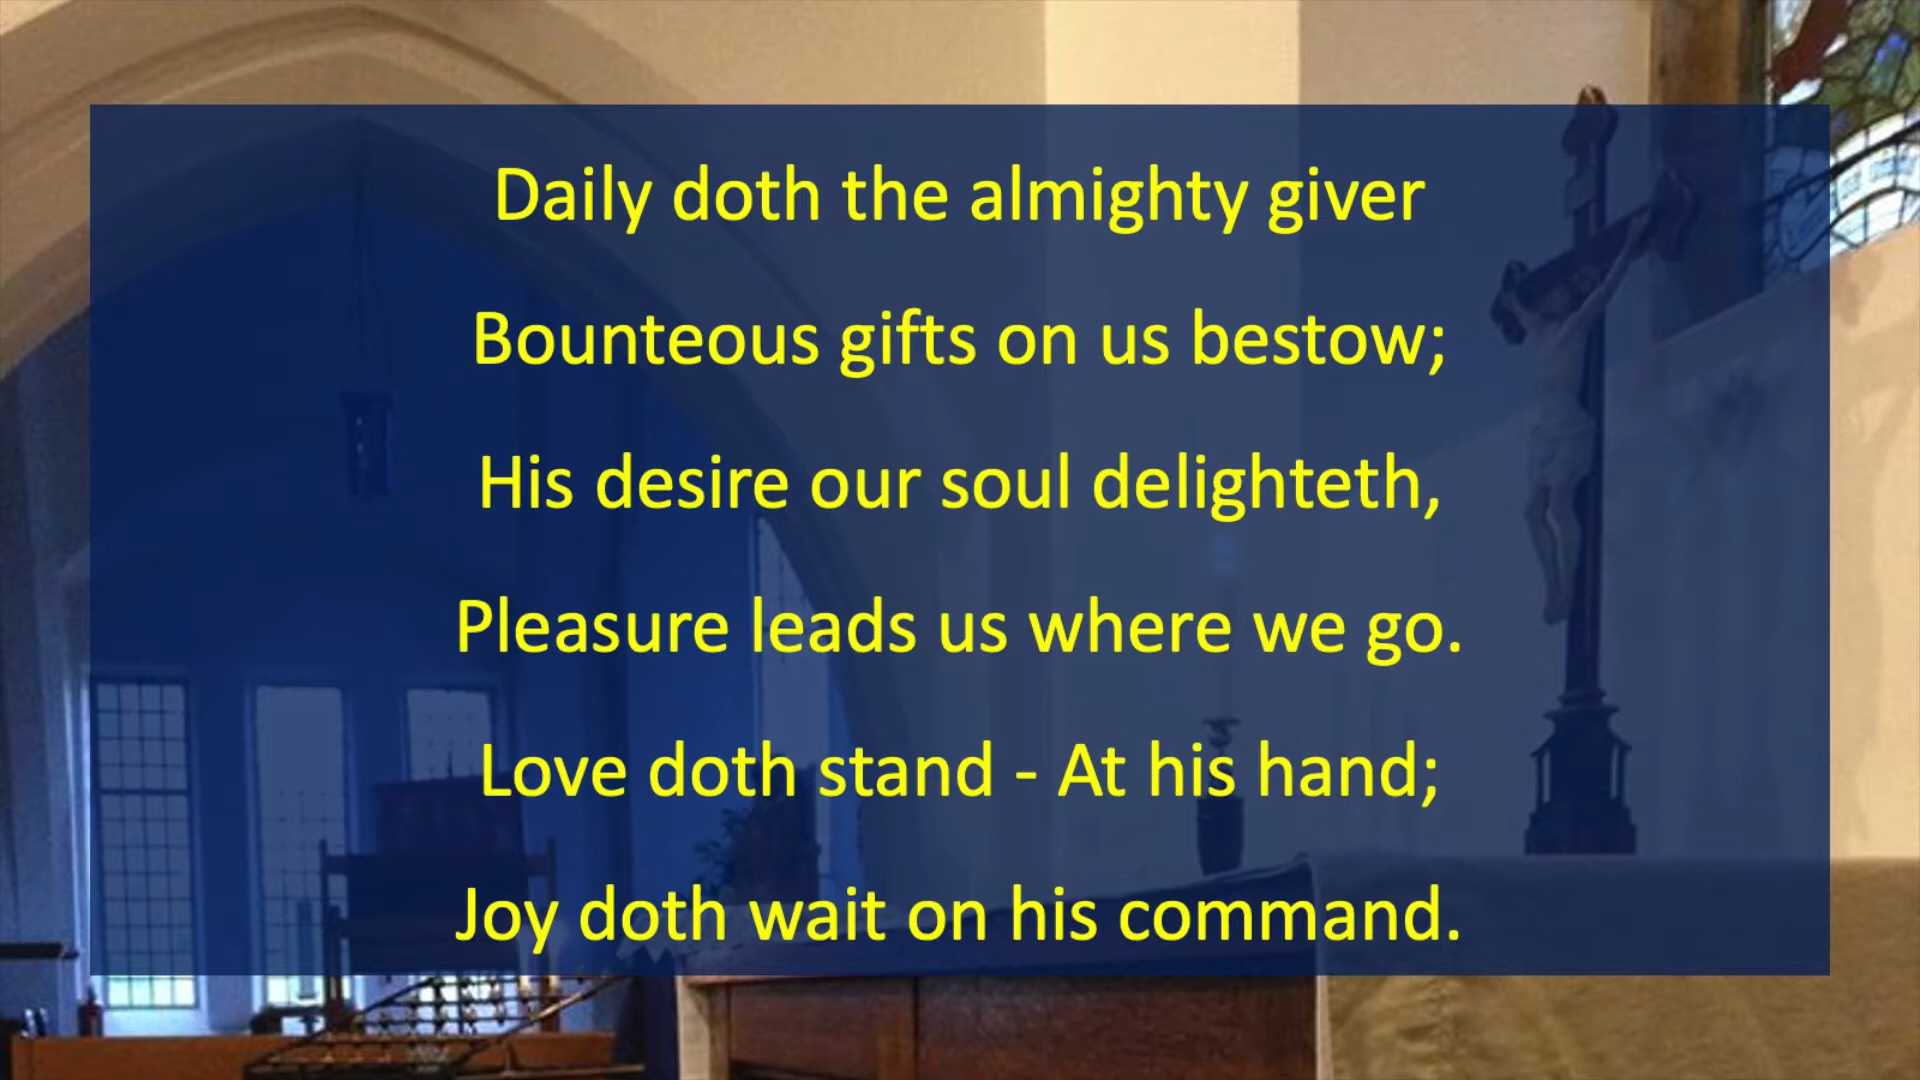 Daily doth the almighty giver
Bounteous gifts on us bestow;
His desire our soul delighteth,
Pleasure leads us where we go.
Love doth stand - At his hand;
Joy doth wait on his command.